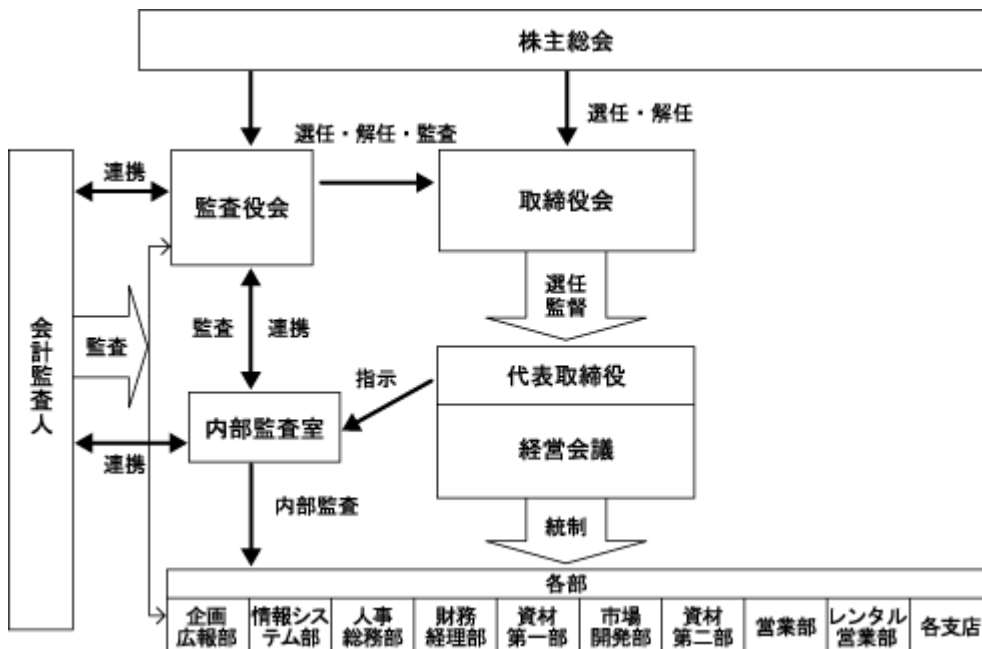 株主総会
選任・解任・監査
選任・解任
連携
監査役会
取締役会
選任
監督
会計監査人
監査
監査
連携
代表取締役
指示
内部監査室
経営会議
連携
内部監査
統制
各部
企画
広報部
情報シス
テム部
人事
総務部
財務
経理部
資材
第一部
市場
開発部
資材
第二部
営業部
レンタル
営業部
各支店